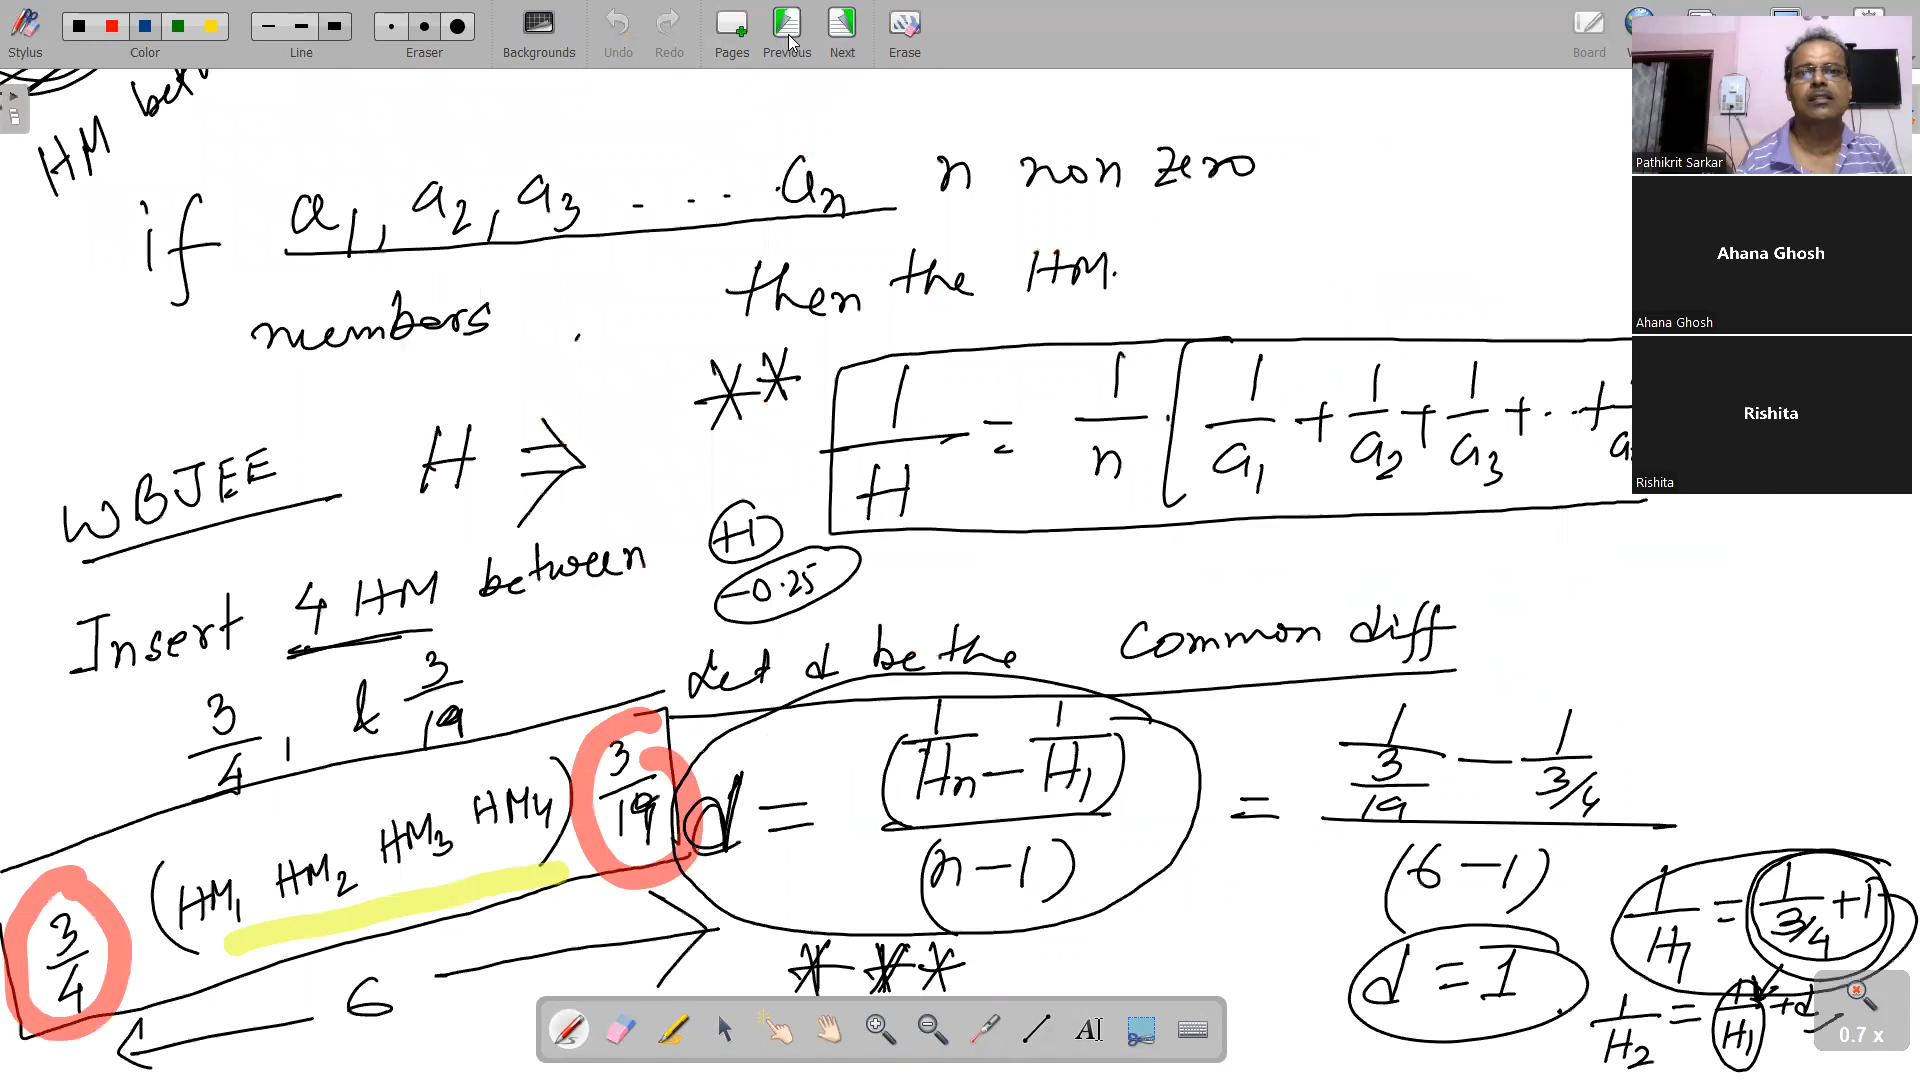 Stylus Color Line Eraser Backgrounds Undo Redo Pages Previous Next Erase Board
Pathikrit Sarkar
Ahana Ghosh
Ahana Ghosh
Rishita
Rishita
HM
if a1, a2, a3 - - - an n non zero
numbers. then the HM.
** 1/H = 1/n · [1/a1 + 1/a2 + 1/a3 + .. +
WBJEE H ⇒
H
-0.25
Insert 4 HM between
3/4, & 3/19
Let d be the Common diff
3/4 (HM1 HM2 HM3 HM4) 3/19
6
d = (1/Hn - 1/H1) / (n-1) = (1/(3/19) - 1/(3/4)) / (6-1)
***
d = 1
1/H1 = 1/(3/4) + 1
1/H2 = 1/H1 + d
AI
0.7 x